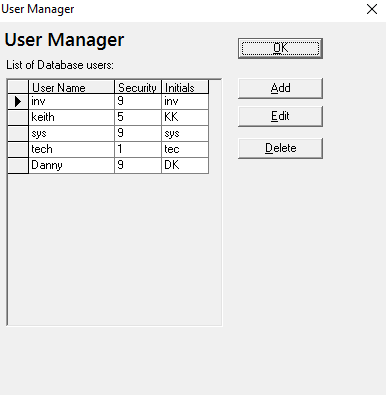 User Manager
User Manager
OK
List of Database users:
Add
User Name Security Initials
inv 9 inv
keith 5 KK
Edit
sys 9 sys
tech 1 tec
Delete
Danny 9 DK